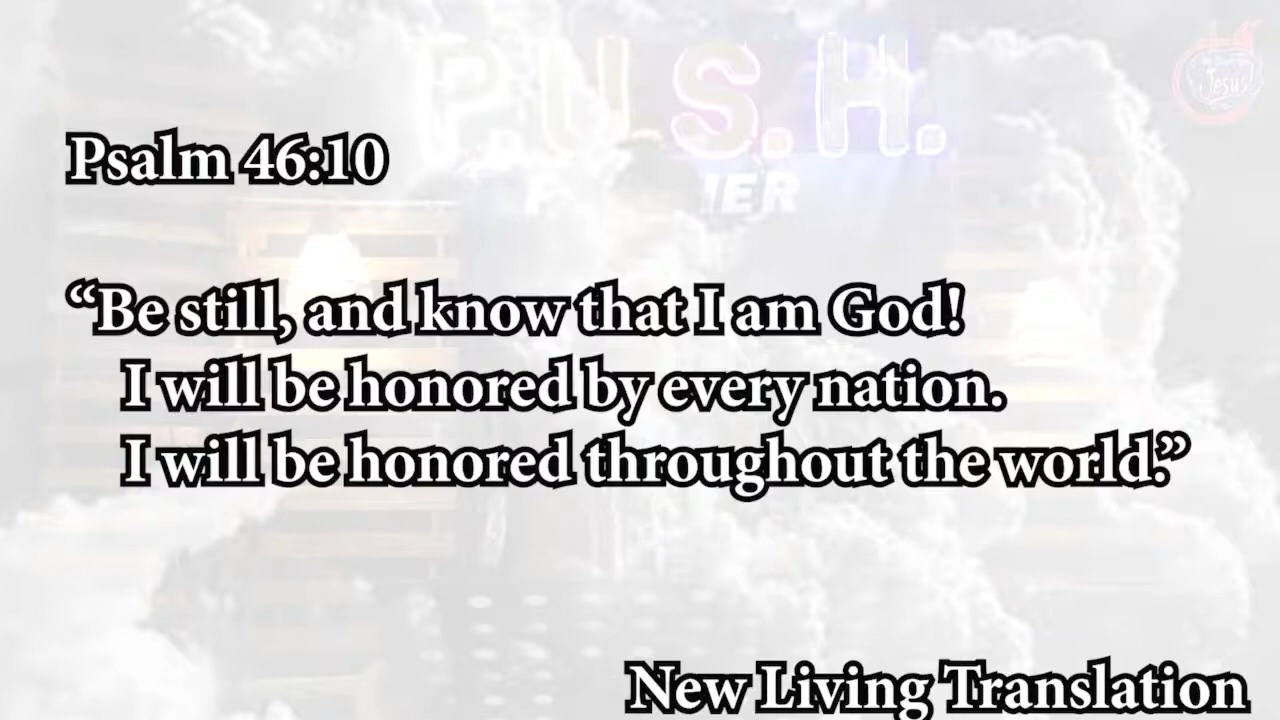 P.U.S.H.
Psalm 46:10
“Be still, and know that I am God!
I will be honored by every nation.
I will be honored throughout the world.”
New Living Translation
Jesus!